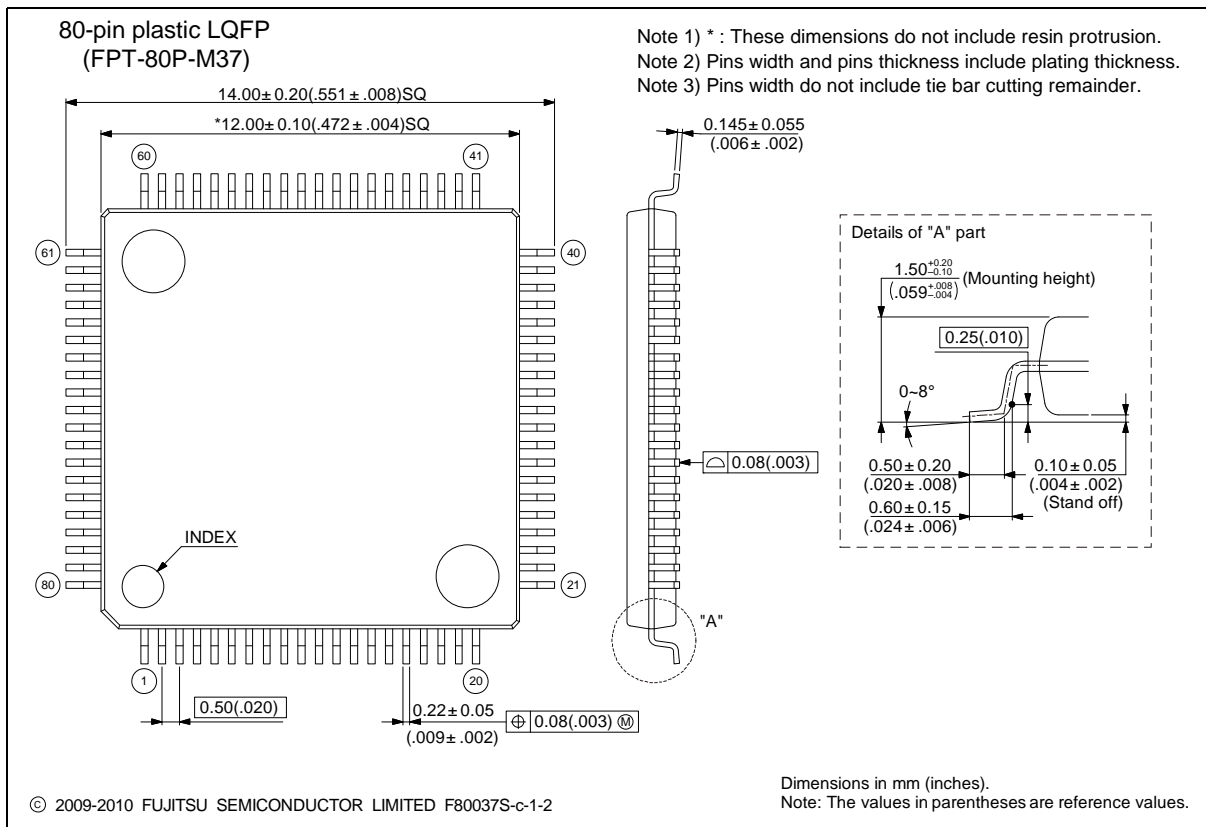 80-pin plastic LQFP
(FPT-80P-M37)
Note 1) * : These dimensions do not include resin protrusion.
Note 2) Pins width and pins thickness include plating thickness.
Note 3) Pins width do not include tie bar cutting remainder.
14.00±0.20(.551±.008)SQ
*12.00±0.10(.472±.004)SQ
0.145±0.055
(.006±.002)
60
41
61
40
Details of "A" part
1.50+0.20−0.10
(.059+.008−.004)
(Mounting height)
0.25(.010)
0~8°
0.08(.003)
0.50±0.20
(.020±.008)
0.60±0.15
(.024±.006)
0.10±0.05
(.004±.002)
(Stand off)
INDEX
80
21
"A"
1
20
0.50(.020)
0.22±0.05
(.009±.002)
⌖ 0.08(.003) Ⓜ
© 2009-2010 FUJITSU SEMICONDUCTOR LIMITED F80037S-c-1-2
Dimensions in mm (inches).
Note: The values in parentheses are reference values.